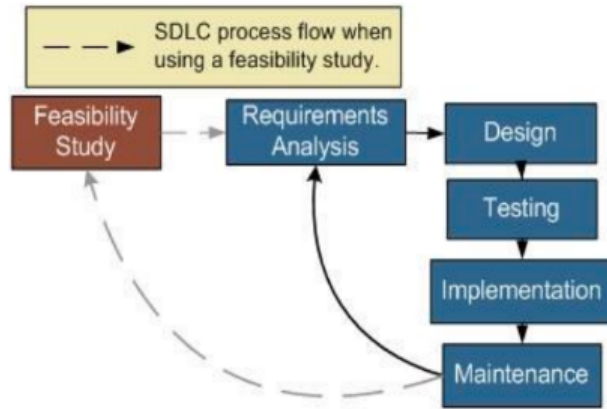 SDLC process flow when
using a feasibility study.
Feasibility
Study
Requirements
Analysis
Design
Testing
Implementation
Maintenance